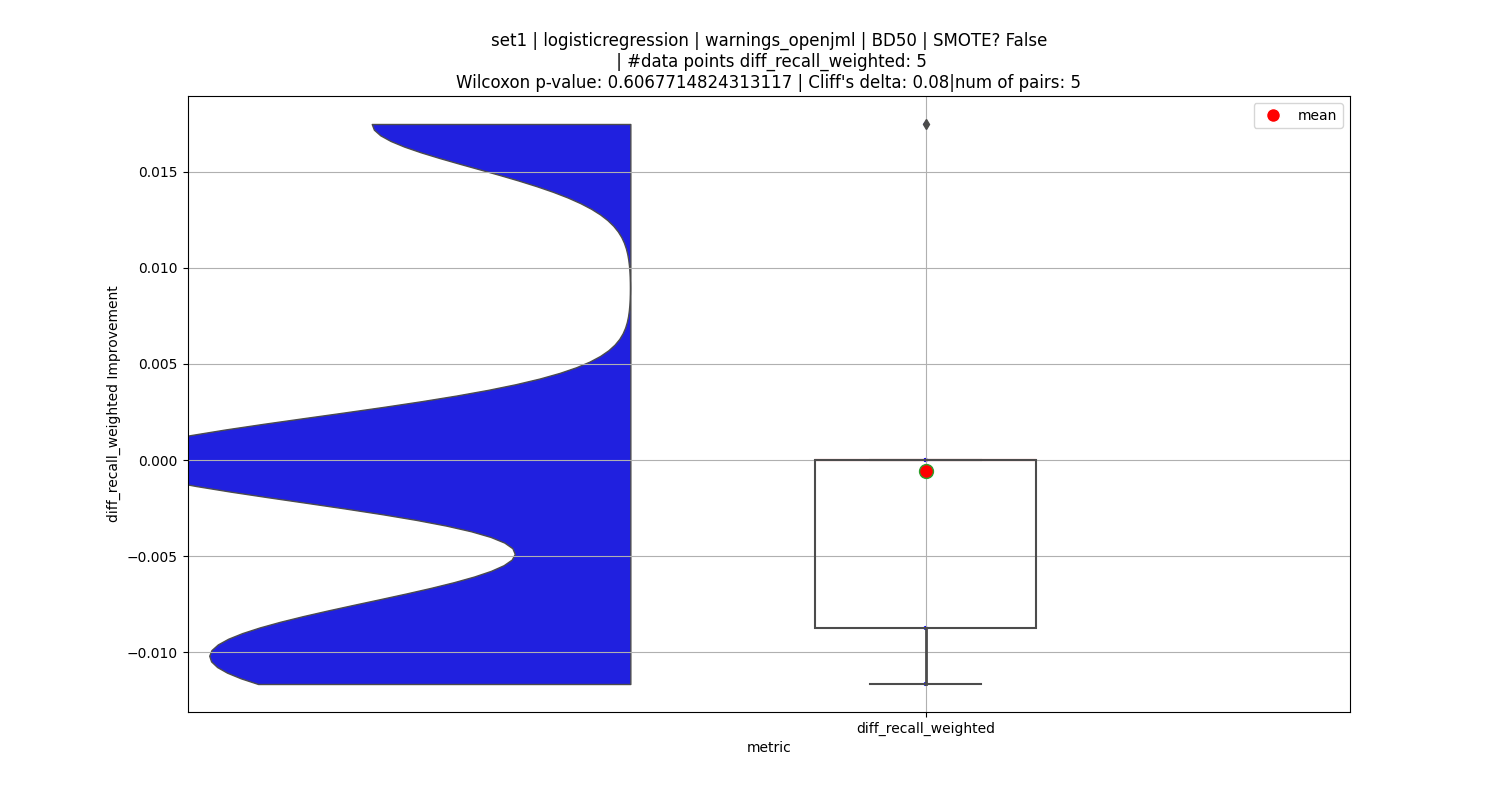 set1 | logisticregression | warnings_openjml | BD50 | SMOTE? False
| #data points diff_recall_weighted: 5
Wilcoxon p-value: 0.6067714824313117 | Cliff's delta: 0.08|num of pairs: 5
mean
0.015
0.010
0.005
0.000
−0.005
−0.010
diff_recall_weighted Improvement
diff_recall_weighted
metric